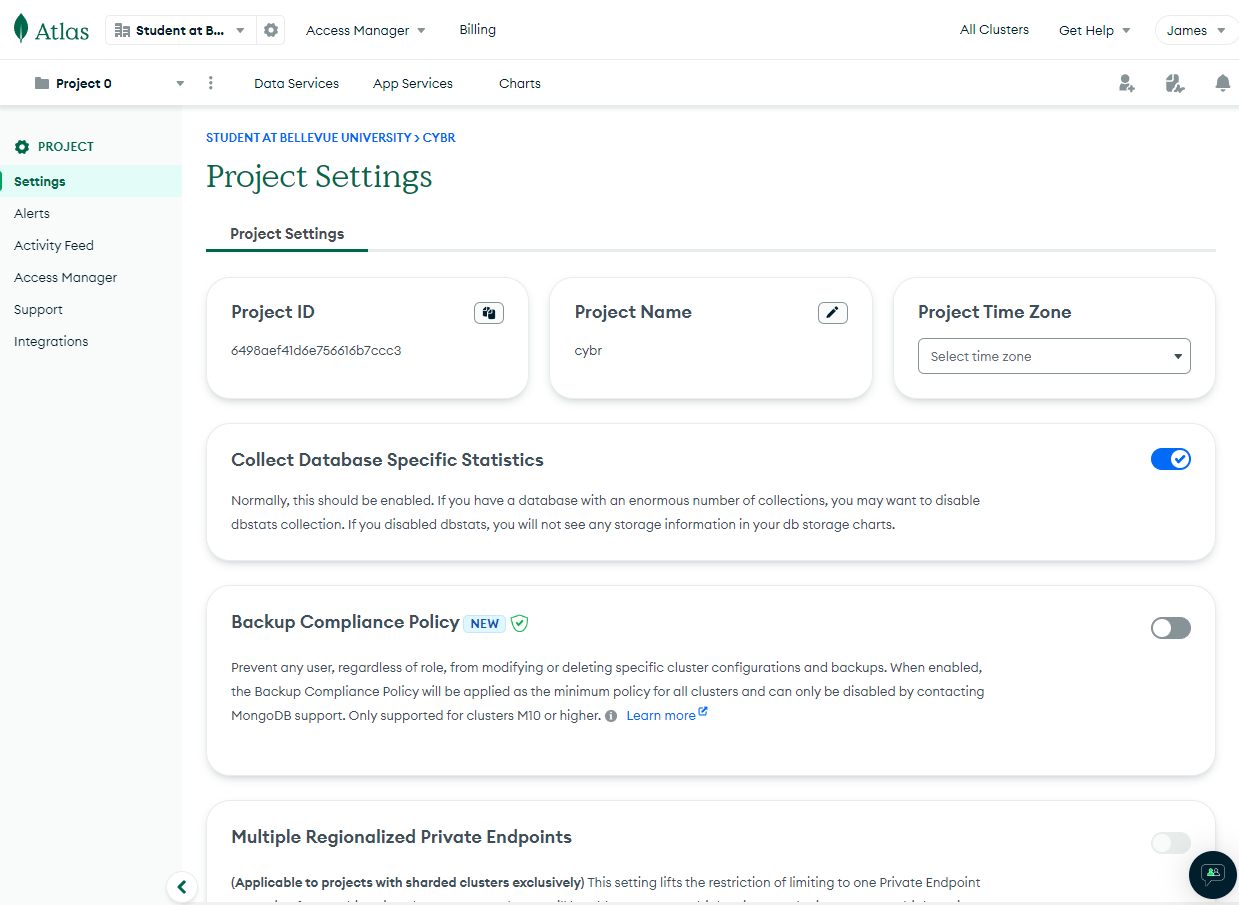 Atlas
Student at B...
Access Manager
Billing
All Clusters
Get Help
James
Project 0
Data Services
App Services
Charts
PROJECT
Settings
Alerts
Activity Feed
Access Manager
Support
Integrations
STUDENT AT BELLEVUE UNIVERSITY > CYBR
Project Settings
Project Settings
Project ID
6498aef41d6e756616b7ccc3
Project Name
cybr
Project Time Zone
Select time zone
Collect Database Specific Statistics
Normally, this should be enabled. If you have a database with an enormous number of collections, you may want to disable
dbstats collection. If you disabled dbstats, you will not see any storage information in your db storage charts.
Backup Compliance Policy NEW
Prevent any user, regardless of role, from modifying or deleting specific cluster configurations and backups. When enabled,
the Backup Compliance Policy will be applied as the minimum policy for all clusters and can only be disabled by contacting
MongoDB support. Only supported for clusters M10 or higher. Learn more
Multiple Regionalized Private Endpoints
(Applicable to projects with sharded clusters exclusively) This setting lifts the restriction of limiting to one Private Endpoint